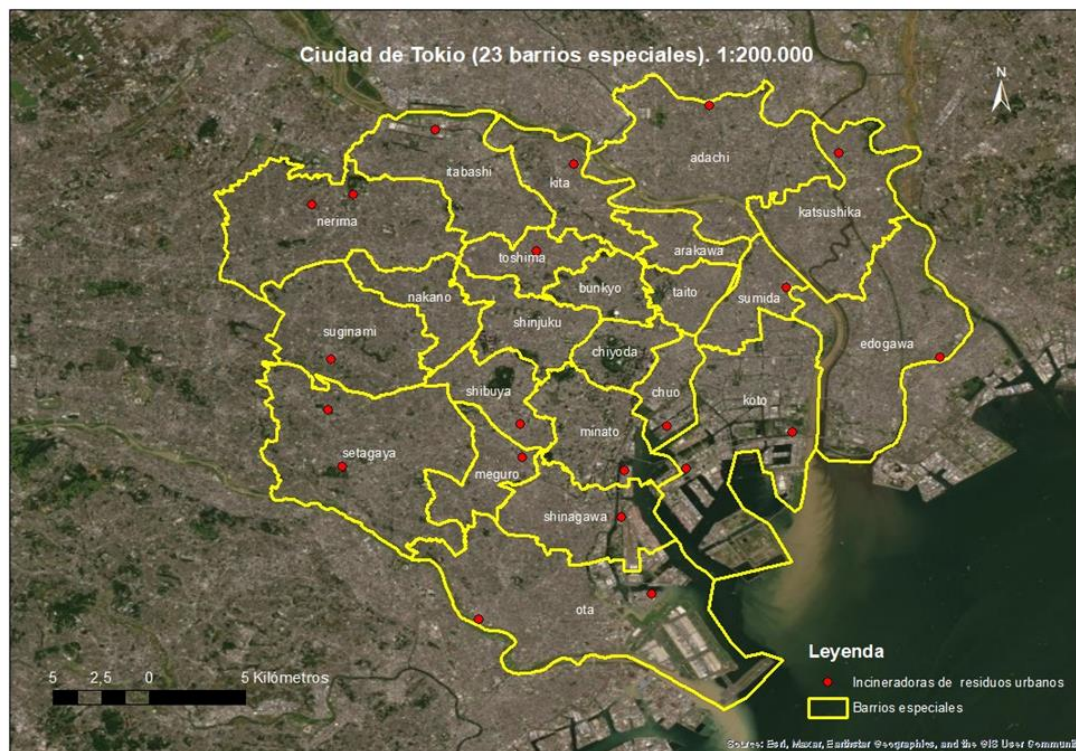 Ciudad de Tokio (23 barrios especiales). 1:200.000
N
adachi
itabashi
kita
katsushika
nerima
arakawa
toshima
bunkyo
taito
sumida
nakano
shinjuku
suginami
chiyoda
edogawa
shibuya
chuo
koto
minato
setagaya
meguro
shinagawa
ota
Leyenda
5 2,5 0 5 Kilómetros
Incineradoras de residuos urbanos
Barrios especiales
Source: Esri, Maxar, Earthstar Geographics, and the GIS User Communi